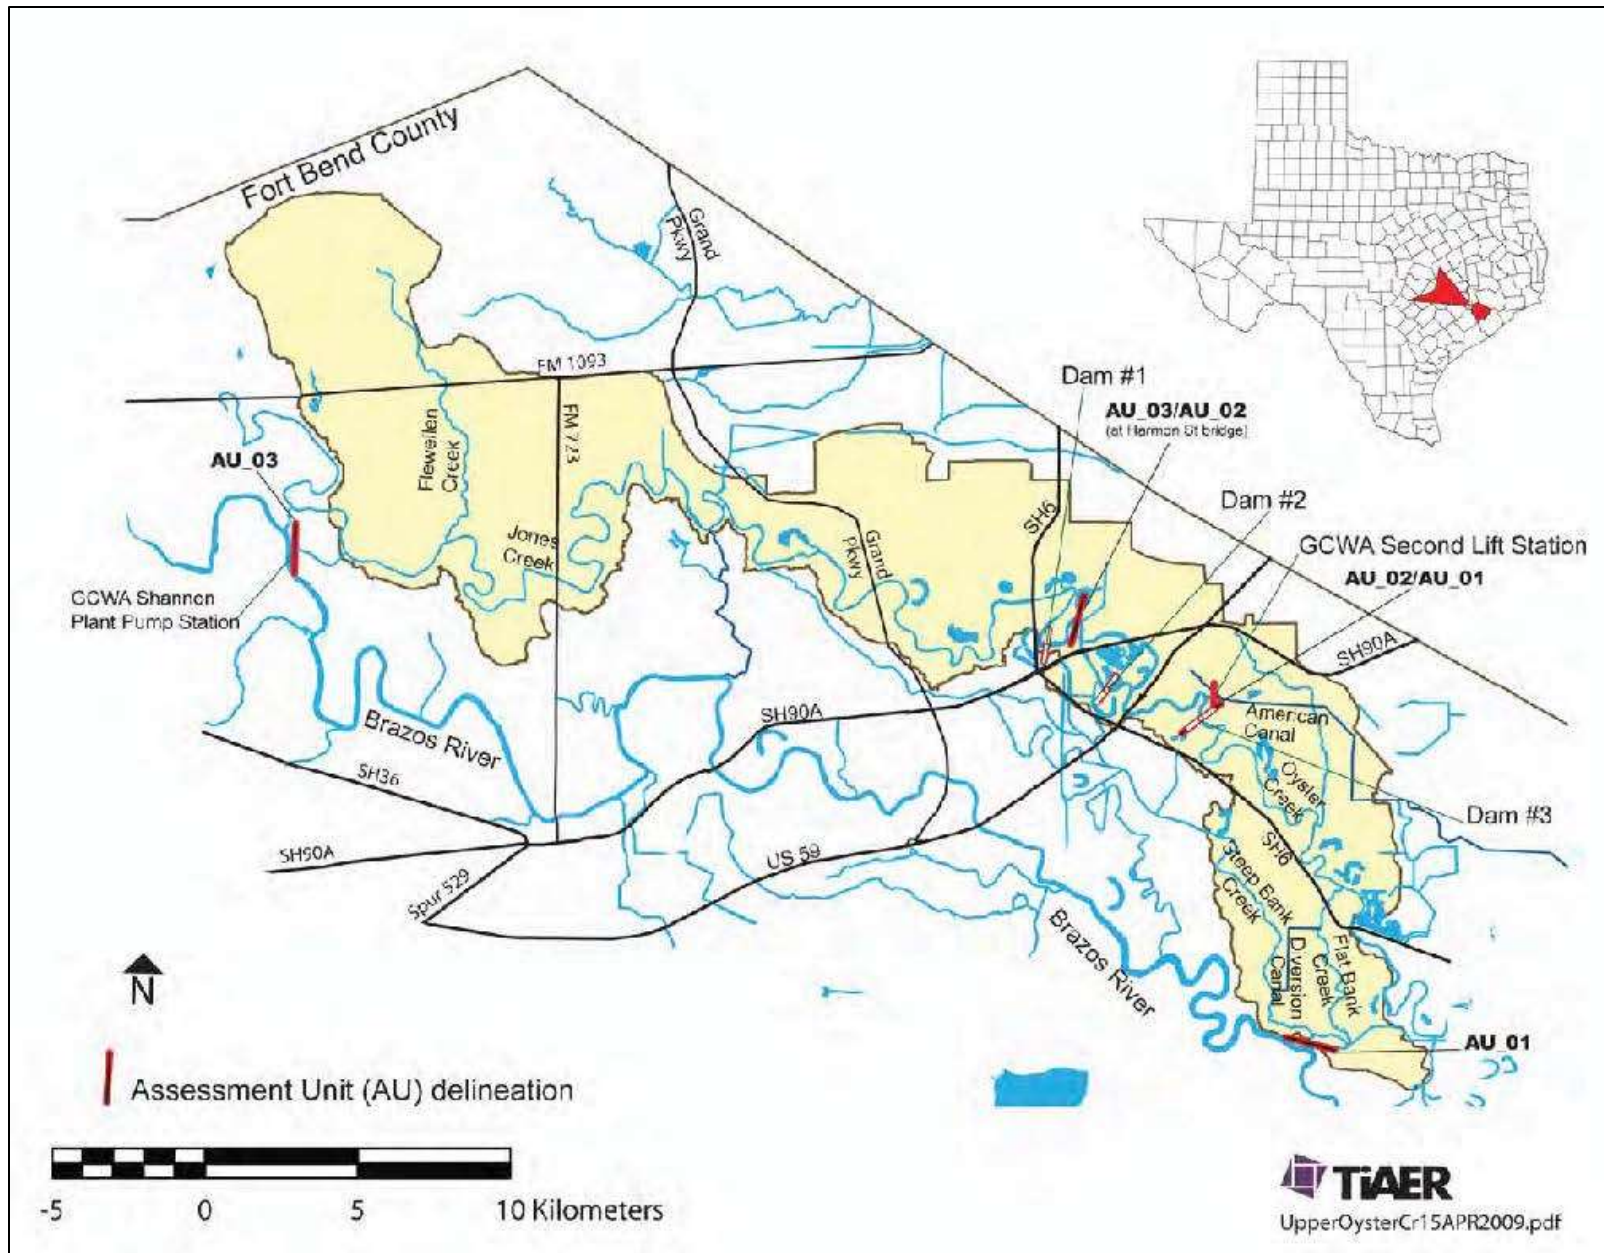 Fort Bend County
Grand
Pkwy
FM 1093
FM 723
Dam #1
AU_03/AU_02
(at Harmon St bridge)
Flewellen
Creek
AU_03
SH6
Dam #2
GCWA Second Lift Station
AU_02/AU_01
Jones
Creek
Grand
Pkwy
GCWA Shannon
Plant Pump Station
SH90A
Brazos River
SH90A
American
Canal
Oyster
Creek
SH36
Dam #3
SH90A
US 59
SH6
Spur 529
Steep Bank
Creek
Brazos River
Flat Bank
Creek
Diversion
Canal
N
AU_01
Assessment Unit (AU) delineation
-5 0 5 10 Kilometers
TIAER
UpperOysterCr15APR2009.pdf